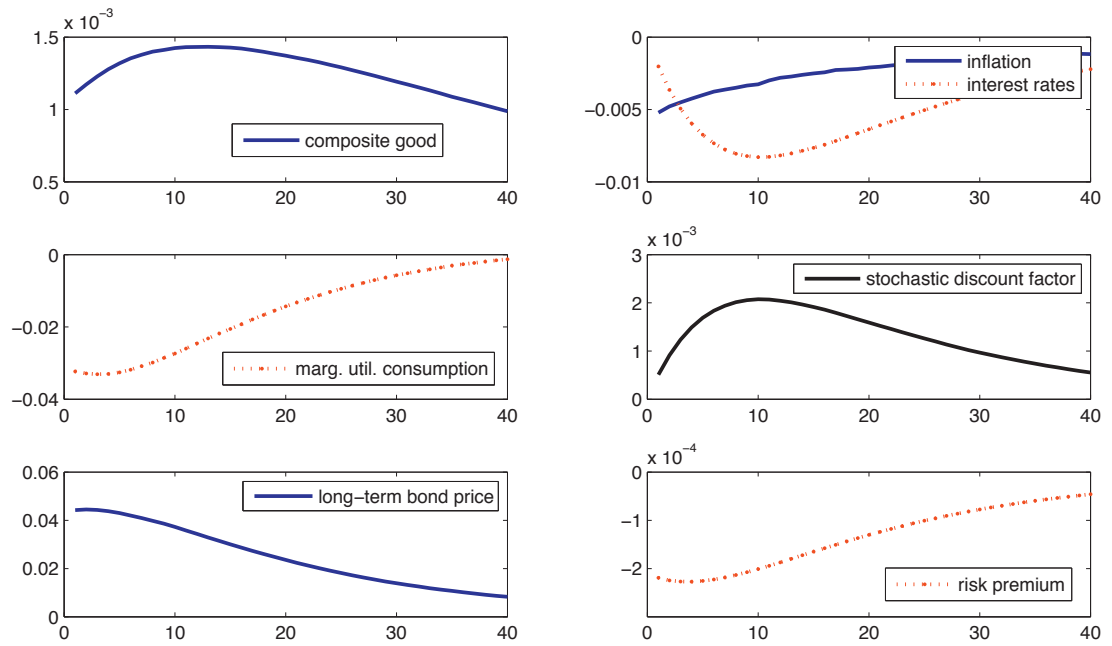 x 10⁻³
1.5
1
0.5
0 10 20 30 40
composite good
0
−0.005
−0.01
0 10 20 30 40
inflation
interest rates
0
−0.02
−0.04
0 10 20 30 40
marg. util. consumption
x 10⁻³
3
2
1
0
0 10 20 30 40
stochastic discount factor
0.06
0.04
0.02
0
0 10 20 30 40
long−term bond price
x 10⁻⁴
0
−1
−2
0 10 20 30 40
risk premium